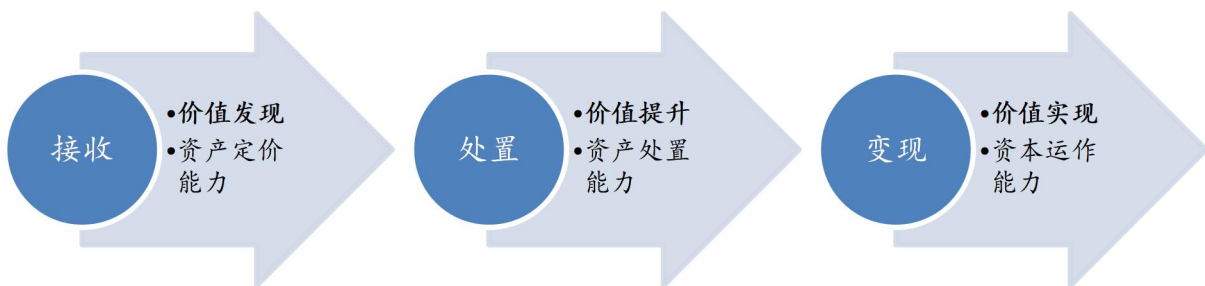 接收
•价值发现
•资产定价
能力
处置
•价值提升
•资产处置
能力
变现
•价值实现
•资本运作
能力